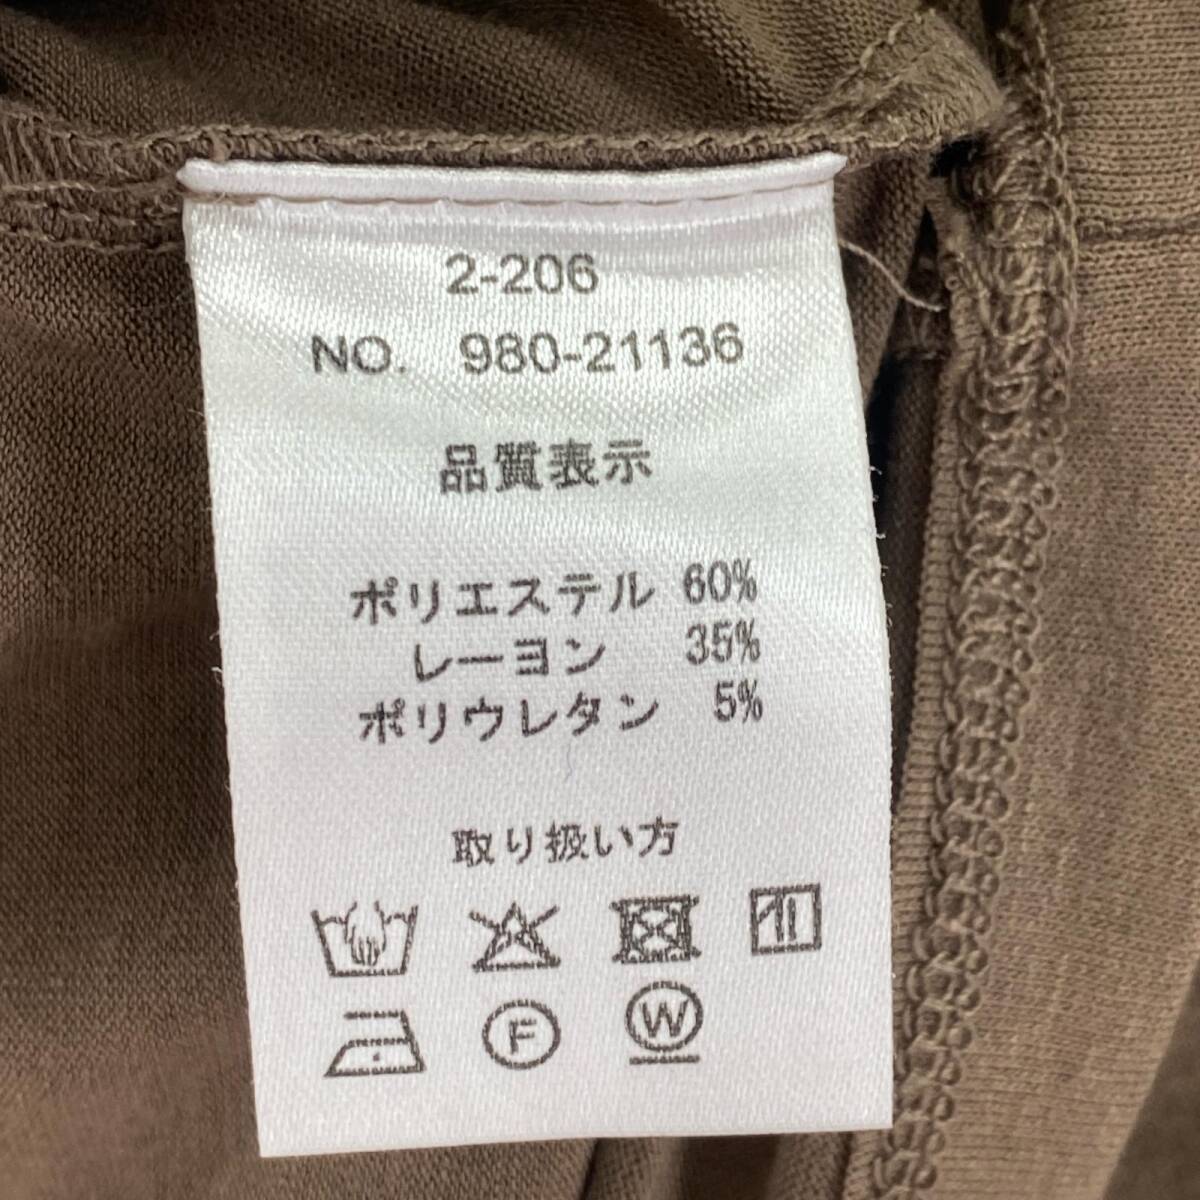 2-206
NO. 980-21136
品質表示
ポリエステル 60%
レーヨン 35%
ポリウレタン 5%
取り扱い方
F W